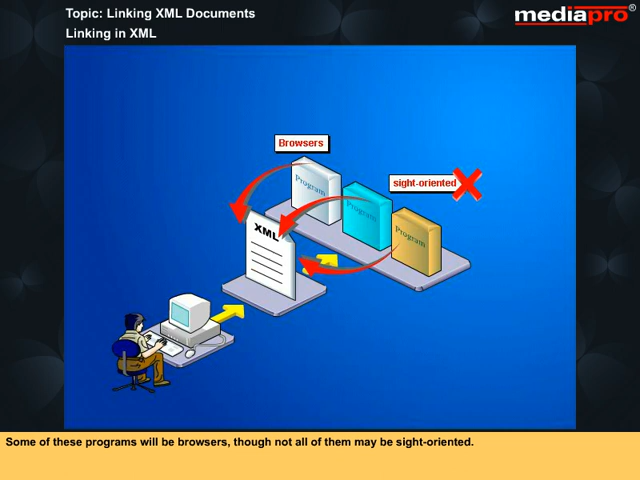 Topic: Linking XML Documents
Linking in XML
mediapro®
Browsers
Program
sight-oriented
Program
Program
XML
Some of these programs will be browsers, though not all of them may be sight-oriented.